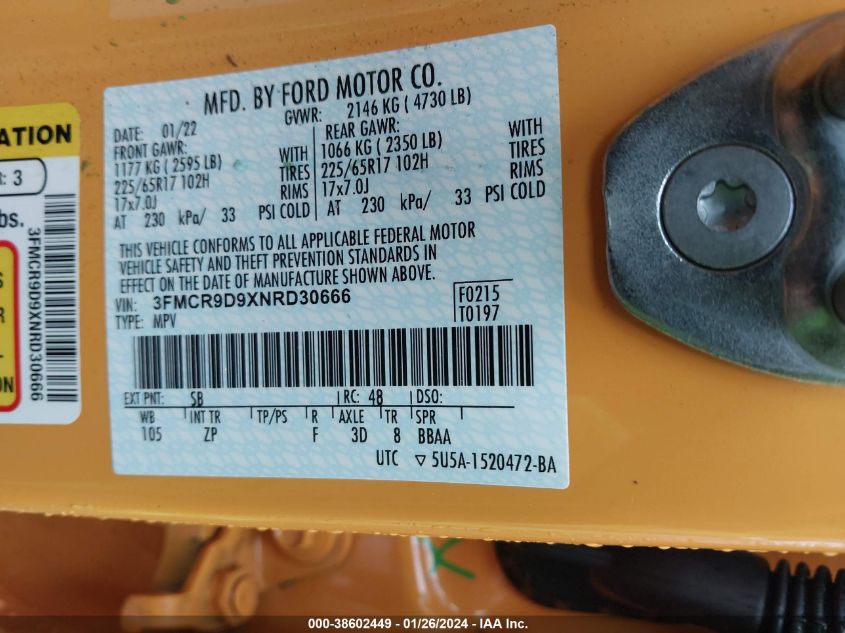 MFD. BY FORD MOTOR CO.
DATE: 01/22
GVWR: 2146 KG ( 4730 LB)
FRONT GAWR:
1177 KG ( 2595 LB)
WITH
225/65R17 102H
TIRES
17x7.0J
RIMS
AT 230 kPa/ 33 PSI COLD
REAR GAWR:
1066 KG ( 2350 LB)
WITH
225/65R17 102H
TIRES
17x7.0J
RIMS
AT 230 kPa/ 33 PSI COLD
THIS VEHICLE CONFORMS TO ALL APPLICABLE FEDERAL MOTOR
VEHICLE SAFETY AND THEFT PREVENTION STANDARDS IN
EFFECT ON THE DATE OF MANUFACTURE SHOWN ABOVE.
VIN: 3FMCR9D9XNRD30666
TYPE: MPV
F0215
T0197
EXT PNT: SB RC: 48 DSO:
WB INT TR TP/PS R AXLE TR SPR
105 ZP F 3D 8 BBAA
UTC ▽ 5U5A-1520472-BA
ATION
: 3
bs.
3FMCR9D9XNRD30666
S
R
L-
ON
000-38602449 - 01/26/2024 - IAA Inc.